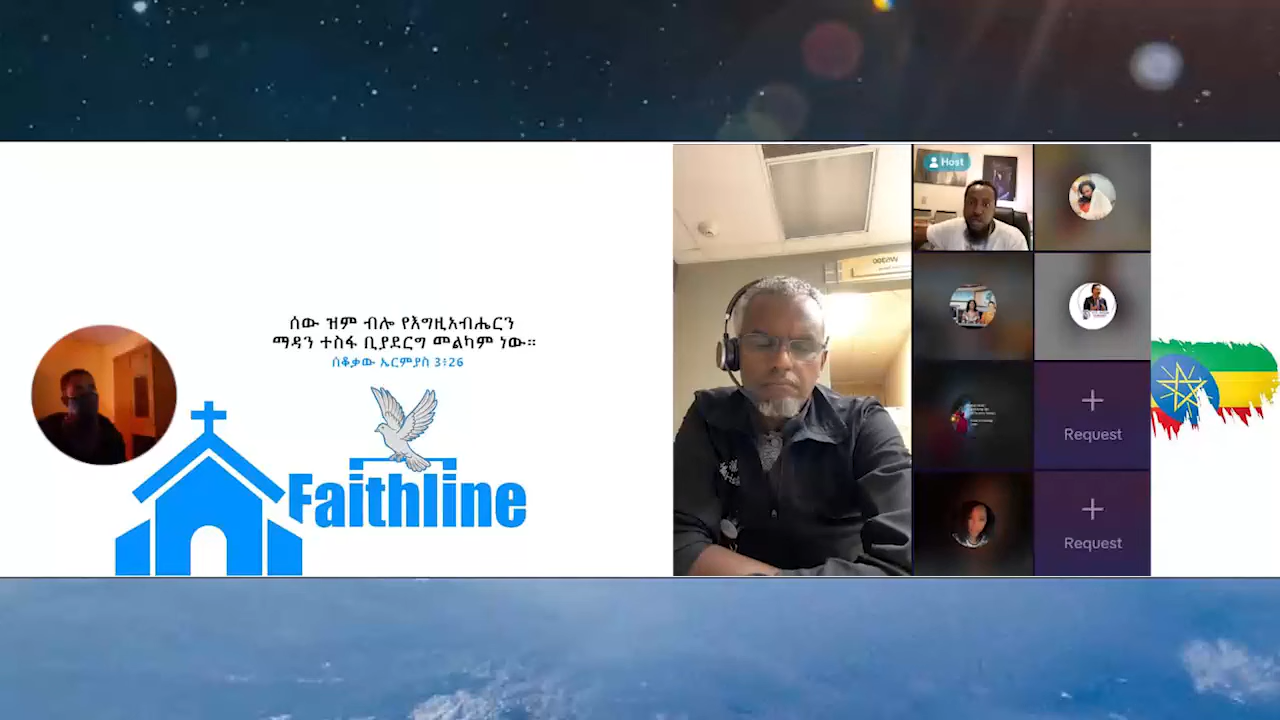 ሰው ዝም ብሎ የእግዚአብሔርን
ማዳን ተስፋ ቢያደርግ መልካም ነው።
ሰቆቃው ኤርምያስ 3፥26
Faithline
Host
Request
Request